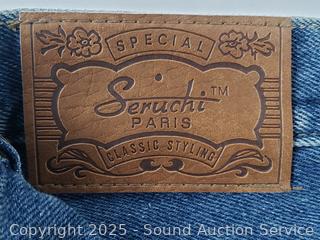 SPECIAL
Seruchi™
PARIS
CLASSIC STYLING
Copyright © 2025 - Sound Auction Service